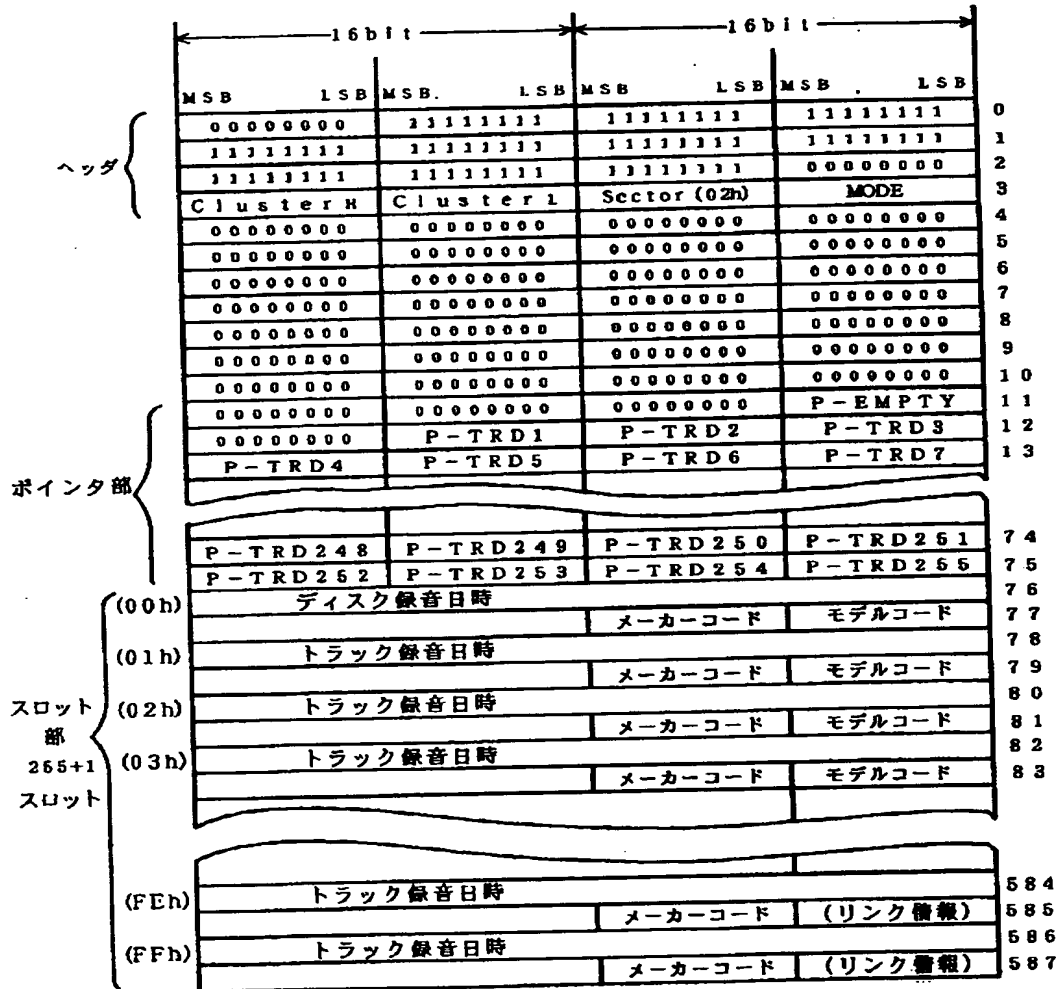 16bit 16bit
MSB LSB MSB. LSB MSB LSB MSB LSB
00000000 11111111 11111111 11111111 0
ヘッダ 11111111 11111111 11111111 11111111 1
11111111 11111111 11111111 00000000 2
ClusterH ClusterL Sector(02h) MODE 3
00000000 00000000 00000000 00000000 4
00000000 00000000 00000000 00000000 5
00000000 00000000 00000000 00000000 6
00000000 00000000 00000000 00000000 7
00000000 00000000 00000000 00000000 8
00000000 00000000 00000000 00000000 9
00000000 00000000 00000000 00000000 10
00000000 00000000 00000000 P-EMPTY 11
00000000 P-TRD1 P-TRD2 P-TRD3 12
P-TRD4 P-TRD5 P-TRD6 P-TRD7 13
ポインタ部
P-TRD248 P-TRD249 P-TRD250 P-TRD251 74
P-TRD252 P-TRD253 P-TRD254 P-TRD255 75
(00h) ディスク録音日時 76
メーカーコード モデルコード 77
(01h) トラック録音日時 78
メーカーコード モデルコード 79
(02h) トラック録音日時 80
メーカーコード モデルコード 81
(03h) トラック録音日時 82
メーカーコード モデルコード 83
スロット
部
255+1
スロット
(FEh) トラック録音日時 584
メーカーコード (リンク情報) 585
(FFh) トラック録音日時 586
メーカーコード (リンク情報) 587